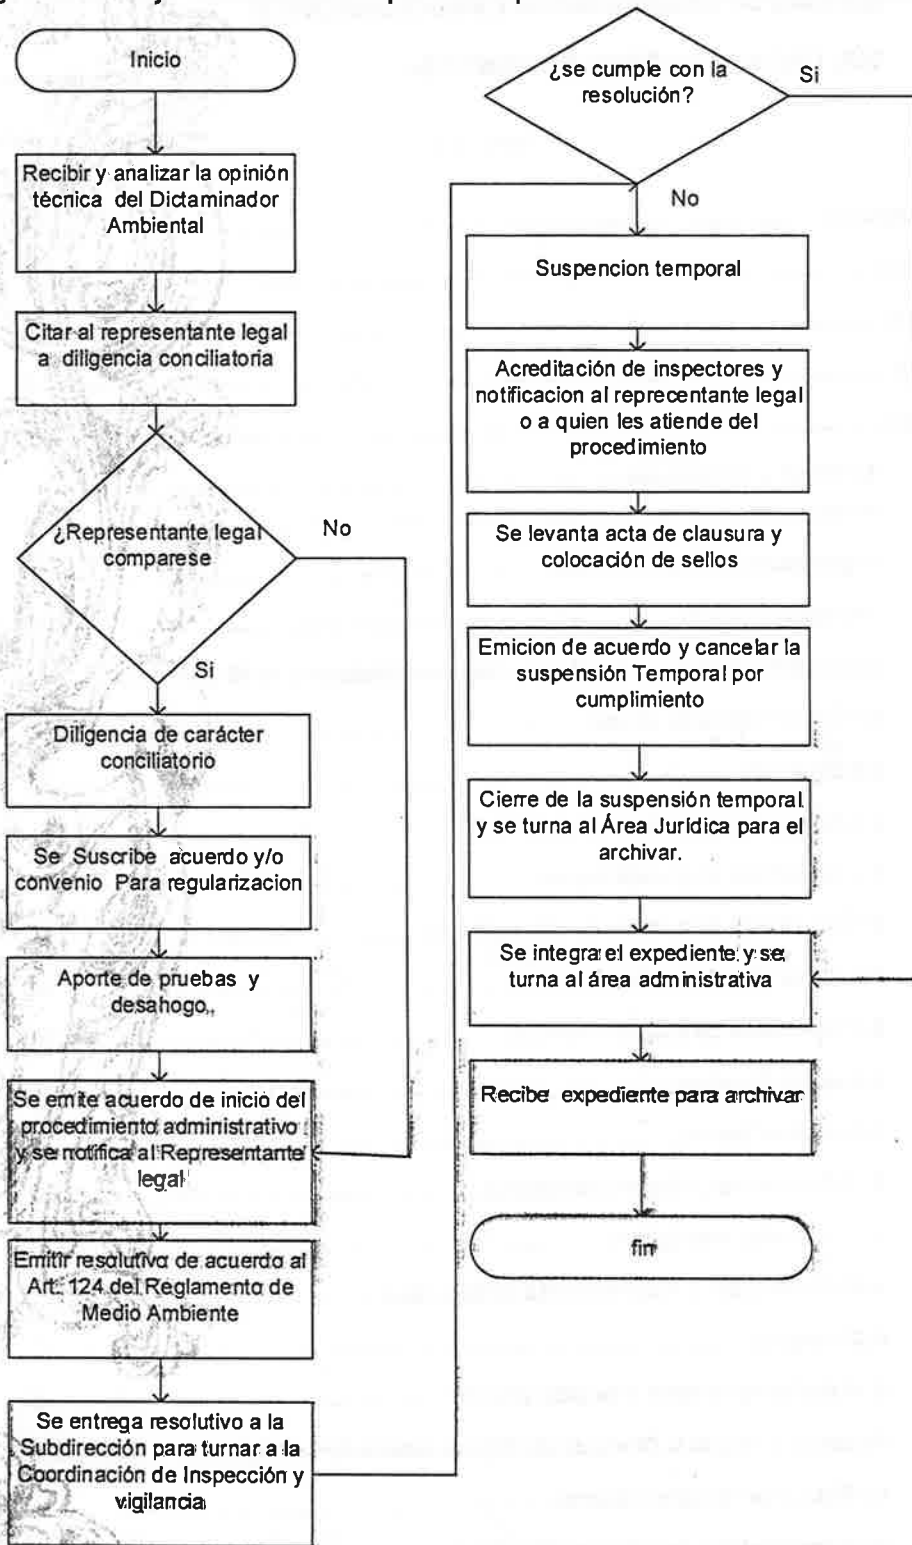 Inicio
Recibir y analizar la opinión
técnica del Dictaminador
Ambiental
Citar al representante legal
a diligencia conciliatoria
¿Representante legal
comparese
No
Si
Diligencia de carácter
conciliatorio
Se Suscribe acuerdo y/o
convenio Para regularizacion
Aporte de pruebas y
desahogo,,
Se emite acuerdo de inicio del
procedimiento administrativo
y se notifica al Representante
legal
Emitir resolutiva de acuerdo al
Art. 124 del Reglamento de
Medio Ambiente
Se entrega resolutivo a la
Subdirección para turnar a la
Coordinación de Inspección y
vigilancia
¿se cumple con la
resolución?
Si
No
Suspencion temporal
Acreditación de inspectores y
notificacion al reprecentante legal
o a quien les atiende del
procedimiento
Se levanta acta de clausura y
colocación de sellos
Emicion de acuerdo y cancelar la
suspensión Temporal por
cumplimiento
Cierre de la suspensión temporal
y se turna al Área Jurídica para el
archivar.
Se integra el expediente y se
turna al área administrativa
Recibe expediente para archivar
fin